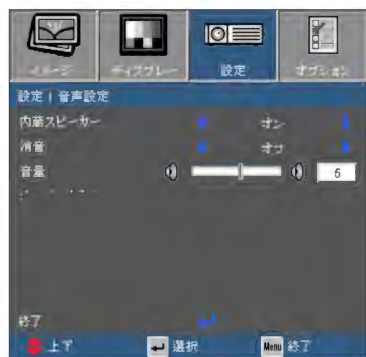 イメージ ディスプレー 設定 オプション
設定 | 音声設定
内蔵スピーカー オン
消音 オフ
音量 5
終了
上下 選択 Menu 終了